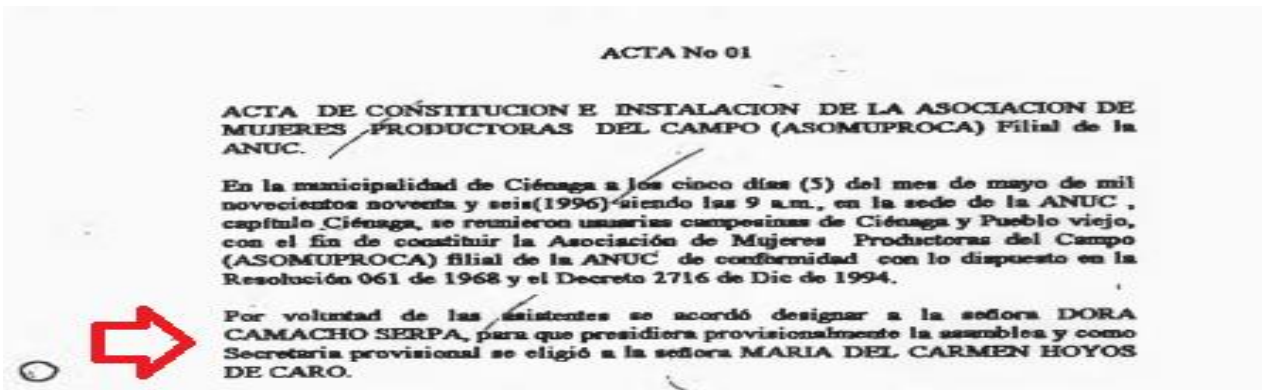 ACTA No 01
ACTA DE CONSTITUCION E INSTALACION DE LA ASOCIACION DE
MUJERES PRODUCTORAS DEL CAMPO (ASOMUPROCA) Filial de la
ANUC.
En la municipalidad de Ciénaga a los cinco días (5) del mes de mayo de mil
novecientos noventa y seis(1996) siendo las 9 a.m., en la sede de la ANUC ,
capítulo Ciénaga, se reunieron usuarias campesinas de Ciénaga y Pueblo viejo,
con el fin de constituir la Asociación de Mujeres Productoras del Campo
(ASOMUPROCA) filial de la ANUC de conformidad con lo dispuesto en la
Resolución 061 de 1968 y el Decreto 2716 de Dic de 1994.
Por voluntad de las asistentes se acordó designar a la señora DORA
CAMACHO SERPA, para que presidiera provisionalmente la asamblea y como
Secretaria provisional se eligió a la señora MARIA DEL CARMEN HOYOS
DE CARO.